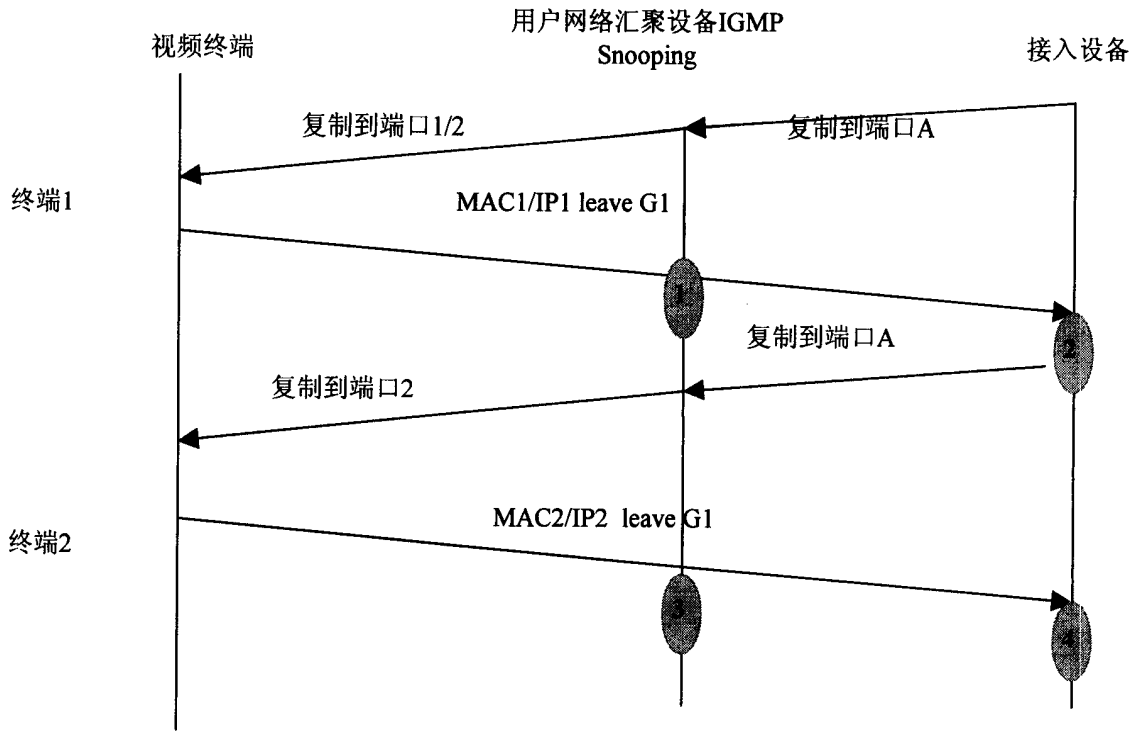 用户网络汇聚设备IGMP
Snooping
视频终端
接入设备
复制到端口1/2
复制到端口A
终端1
MAC1/IP1 leave G1
1
复制到端口A
2
复制到端口2
MAC2/IP2 leave G1
终端2
3
4